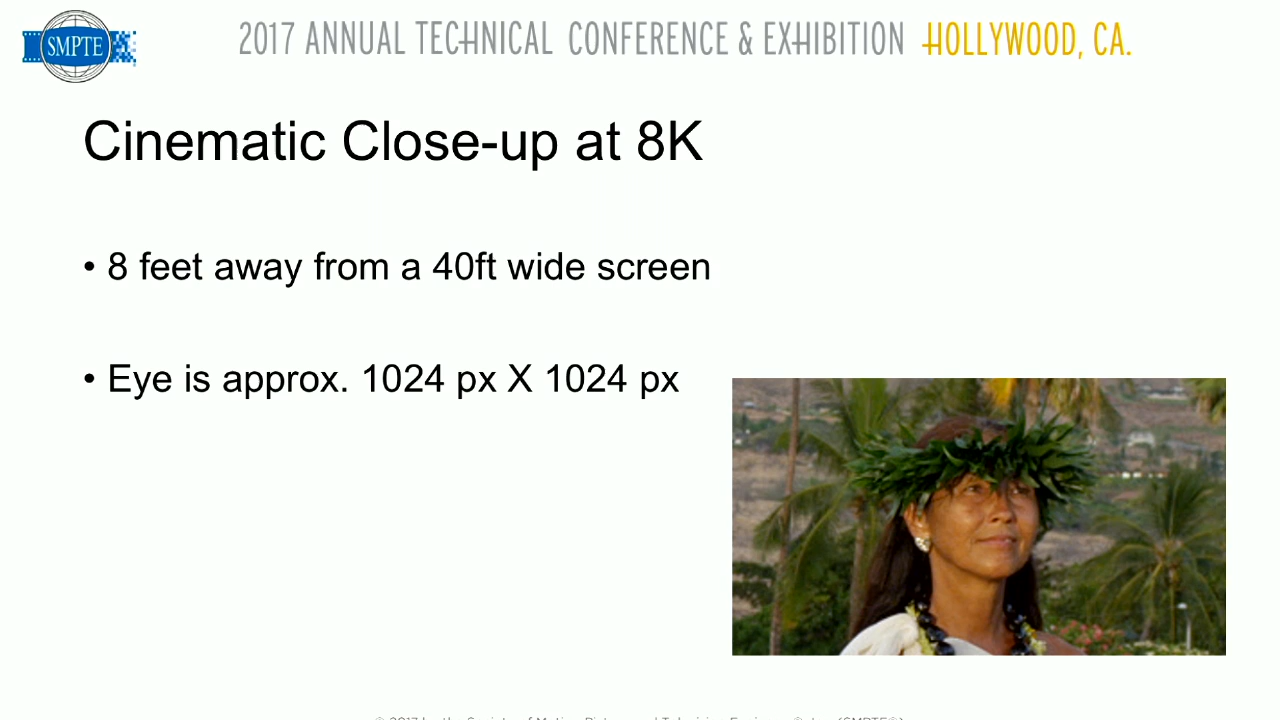 SMPTE
2017 ANNUAL TECHNICAL CONFERENCE & EXHIBITION HOLLYWOOD, CA.
Cinematic Close-up at 8K
• 8 feet away from a 40ft wide screen
• Eye is approx. 1024 px X 1024 px